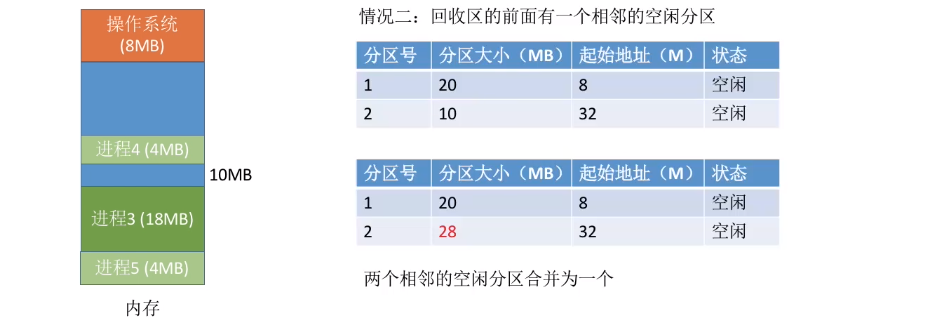 操作系统
(8MB)
进程4 (4MB)
10MB
进程3 (18MB)
进程5 (4MB)
内存
情况二：回收区的前面有一个相邻的空闲分区
分区号 分区大小（MB） 起始地址（M） 状态
1 20 8 空闲
2 10 32 空闲
分区号 分区大小（MB） 起始地址（M） 状态
1 20 8 空闲
2 28 32 空闲
两个相邻的空闲分区合并为一个